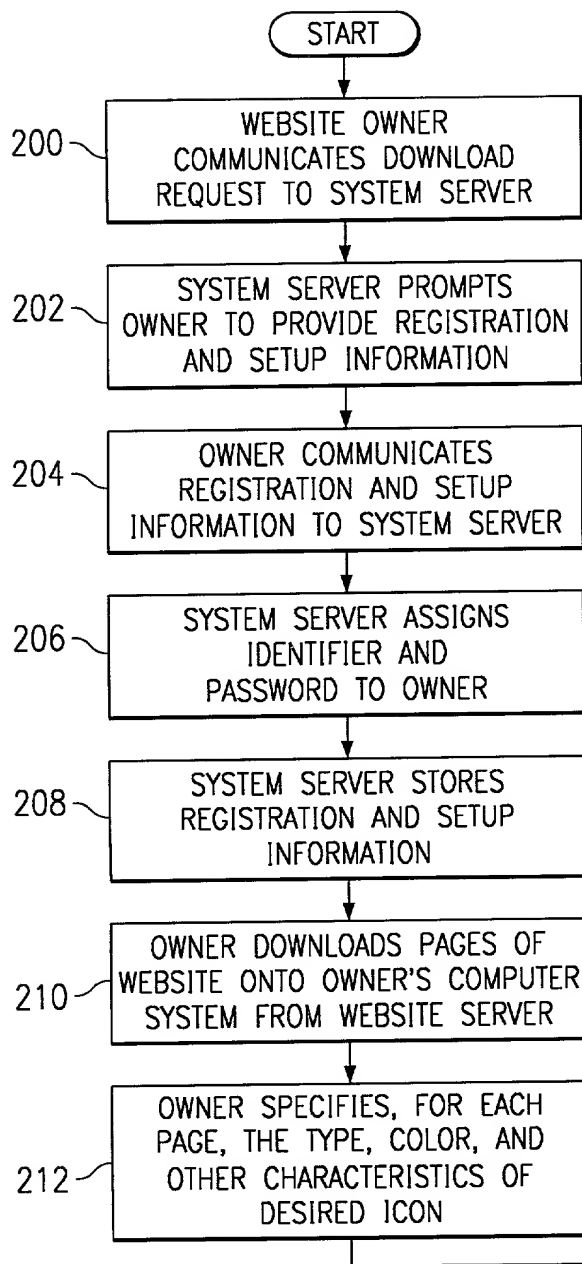 START
200
WEBSITE OWNER
COMMUNICATES DOWNLOAD
REQUEST TO SYSTEM SERVER
202
SYSTEM SERVER PROMPTS
OWNER TO PROVIDE REGISTRATION
AND SETUP INFORMATION
204
OWNER COMMUNICATES
REGISTRATION AND SETUP
INFORMATION TO SYSTEM SERVER
206
SYSTEM SERVER ASSIGNS
IDENTIFIER AND
PASSWORD TO OWNER
208
SYSTEM SERVER STORES
REGISTRATION AND SETUP
INFORMATION
210
OWNER DOWNLOADS PAGES OF
WEBSITE ONTO OWNER'S COMPUTER
SYSTEM FROM WEBSITE SERVER
212
OWNER SPECIFIES, FOR EACH
PAGE, THE TYPE, COLOR, AND
OTHER CHARACTERISTICS OF
DESIRED ICON